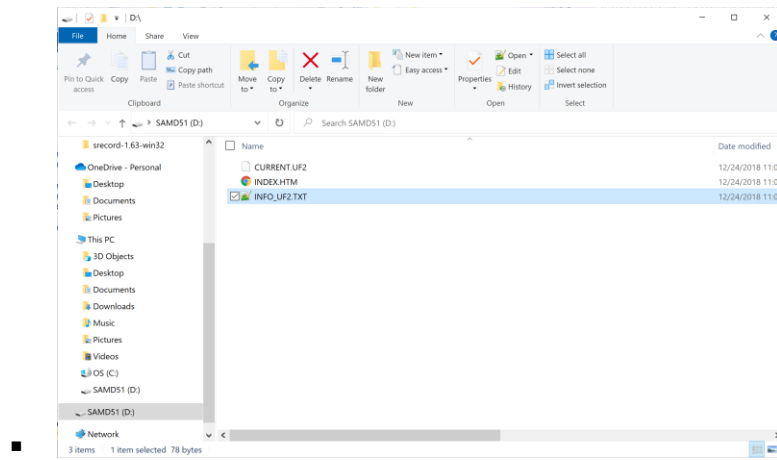 D:\
File Home Share View
Pin to Quick access
Copy
Paste
Cut
Copy path
Paste shortcut
Clipboard
Move to
Copy to
Delete
Rename
Organize
New folder
New item
Easy access
New
Properties
Open
Edit
History
Open
Select all
Select none
Invert selection
Select
SAMD51 (D:)
Search SAMD51 (D:)
srecord-1.63-win32
OneDrive - Personal
Desktop
Documents
Pictures
This PC
3D Objects
Desktop
Documents
Downloads
Music
Pictures
Videos
OS (C:)
SAMD51 (D:)
SAMD51 (D:)
Network
Name Date modified
CURRENT.UF2 12/24/2018 11:0
INDEX.HTM 12/24/2018 11:0
INFO_UF2.TXT 12/24/2018 11:0
3 items 1 item selected 78 bytes